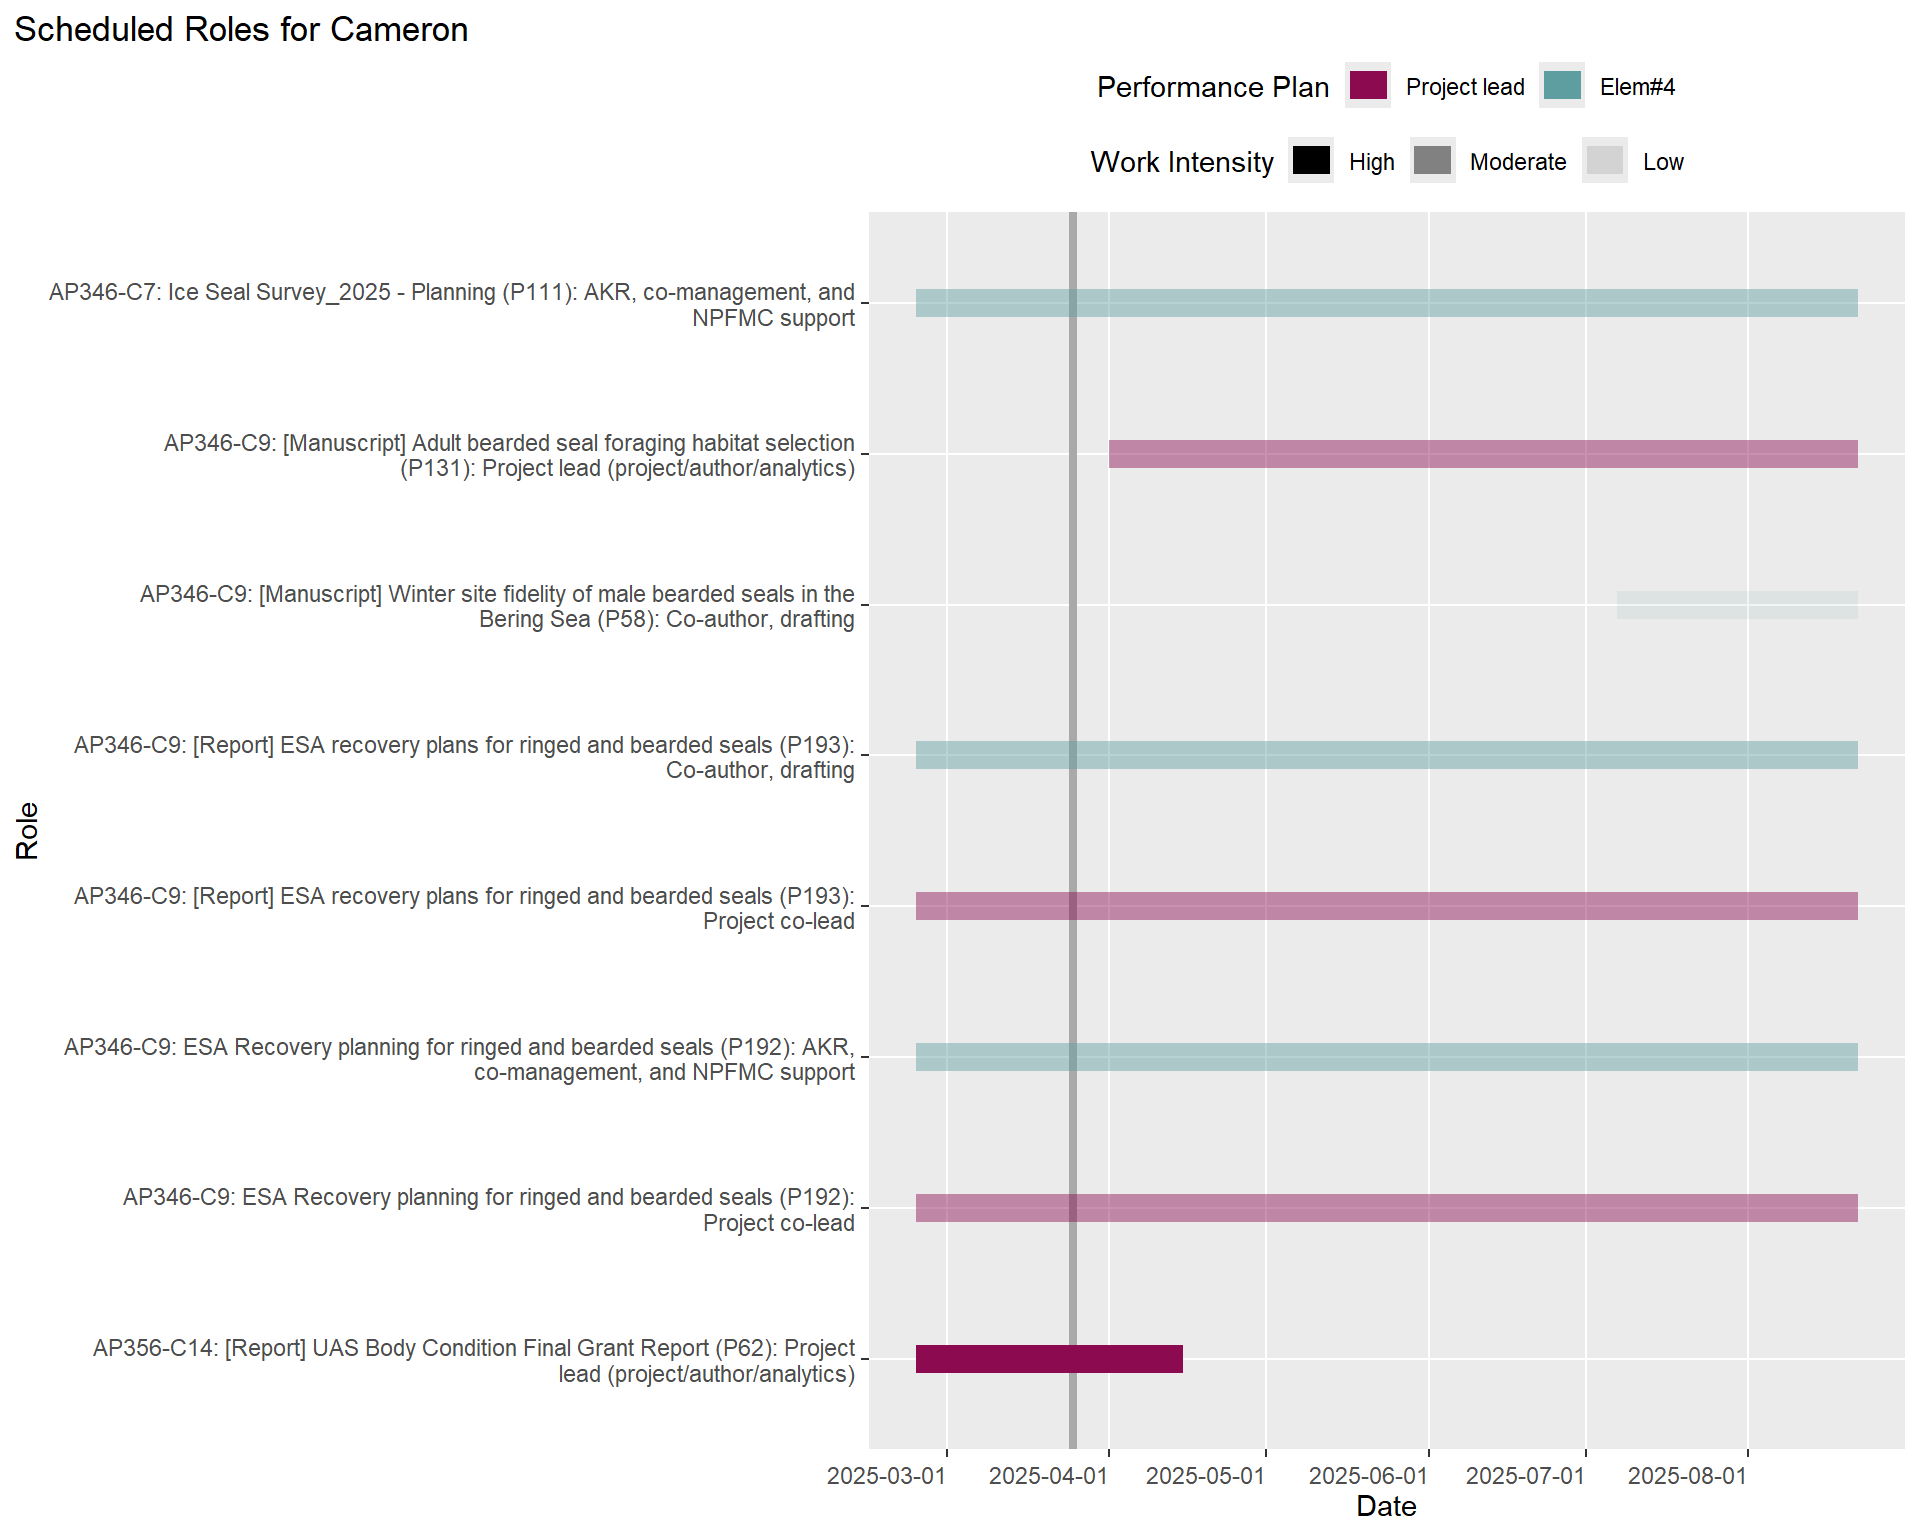 Scheduled Roles for Cameron
Performance Plan Project lead Elem#4
Work Intensity High Moderate Low
AP346-C7: Ice Seal Survey_2025 - Planning (P111): AKR, co-management, and
NPFMC support
AP346-C9: [Manuscript] Adult bearded seal foraging habitat selection
(P131): Project lead (project/author/analytics)
AP346-C9: [Manuscript] Winter site fidelity of male bearded seals in the
Bering Sea (P58): Co-author, drafting
AP346-C9: [Report] ESA recovery plans for ringed and bearded seals (P193):
Co-author, drafting
Role
AP346-C9: [Report] ESA recovery plans for ringed and bearded seals (P193):
Project co-lead
AP346-C9: ESA Recovery planning for ringed and bearded seals (P192): AKR,
co-management, and NPFMC support
AP346-C9: ESA Recovery planning for ringed and bearded seals (P192):
Project co-lead
AP356-C14: [Report] UAS Body Condition Final Grant Report (P62): Project
lead (project/author/analytics)
2025-03-01 2025-04-01 2025-05-01 2025-06-01 2025-07-01 2025-08-01
Date